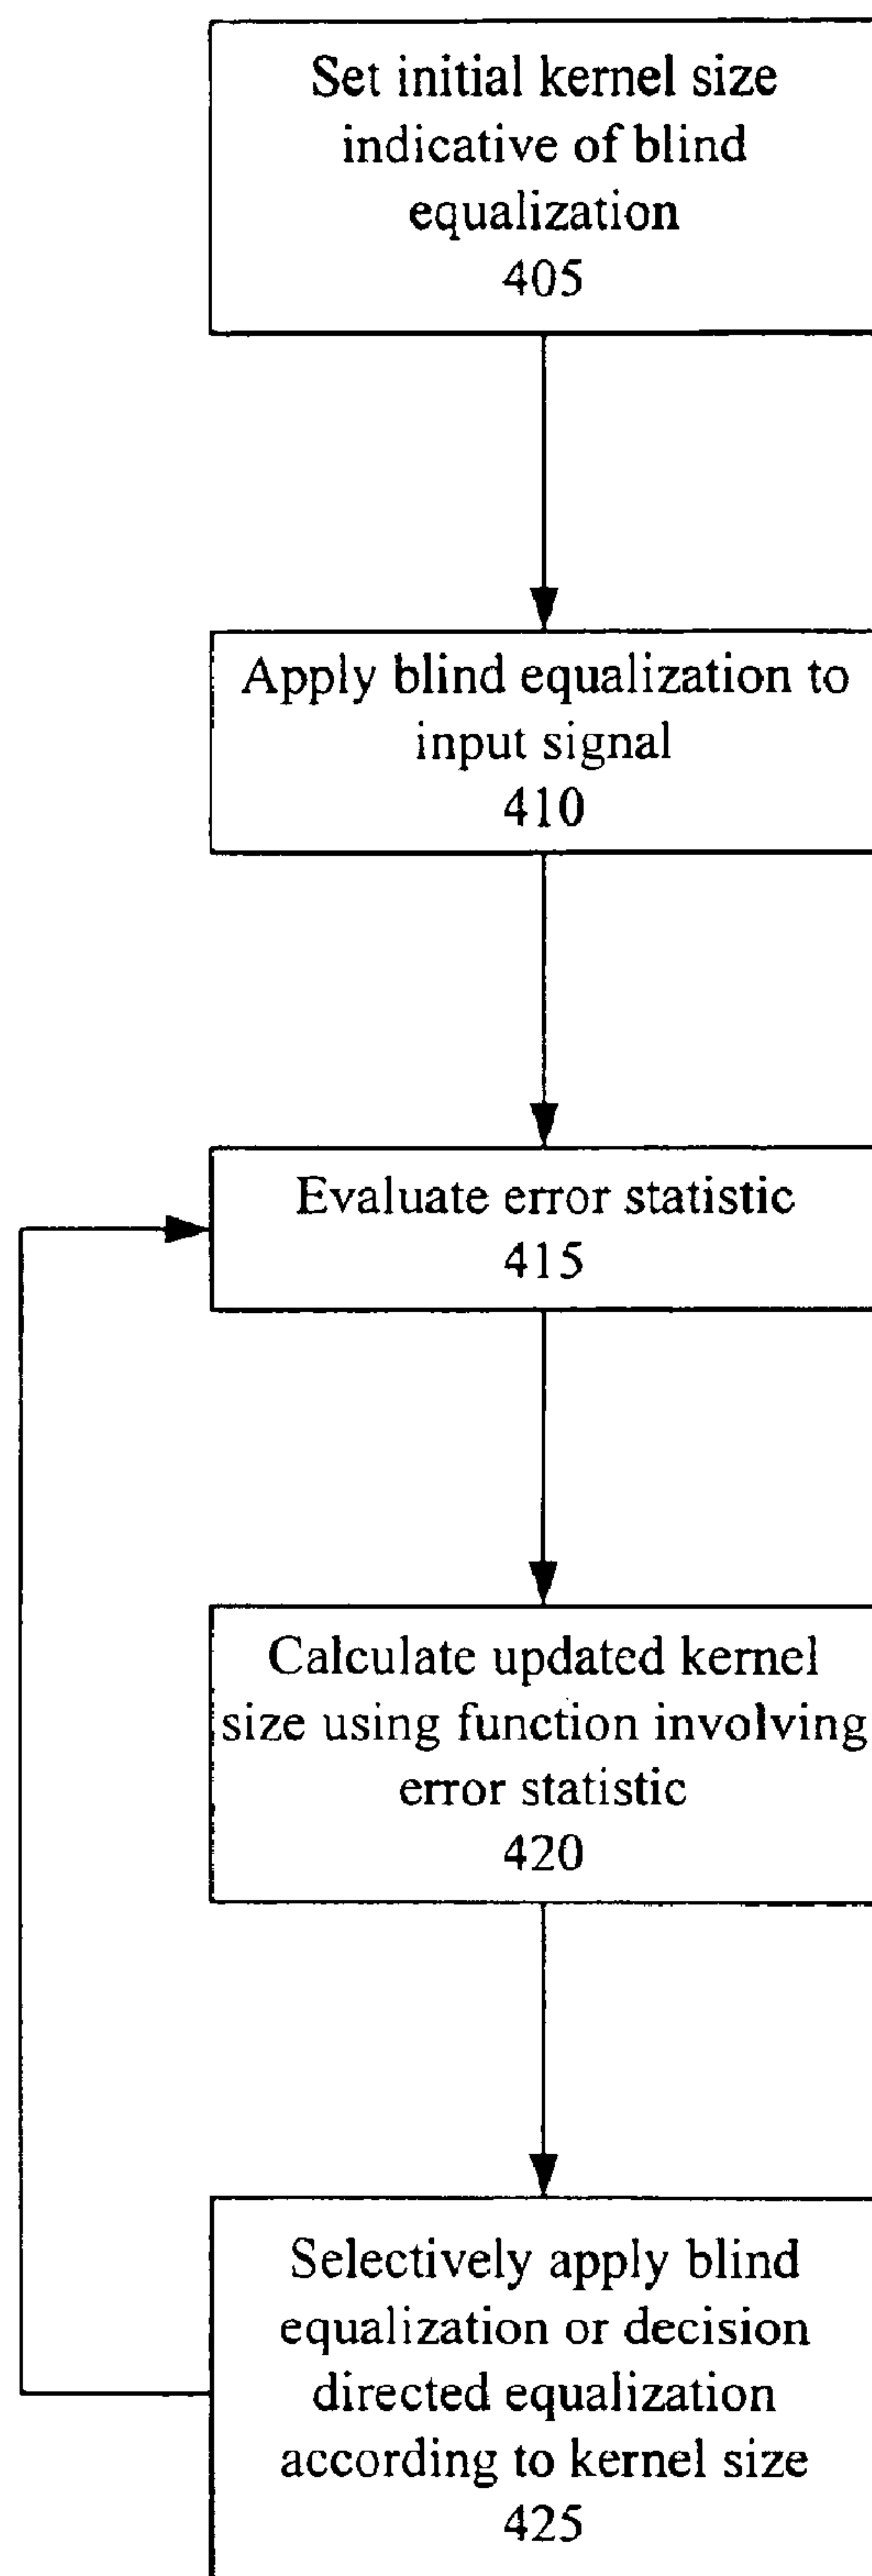 Set initial kernel size
indicative of blind
equalization
405
Apply blind equalization to
input signal
410
Evaluate error statistic
415
Calculate updated kernel
size using function involving
error statistic
420
Selectively apply blind
equalization or decision
directed equalization
according to kernel size
425